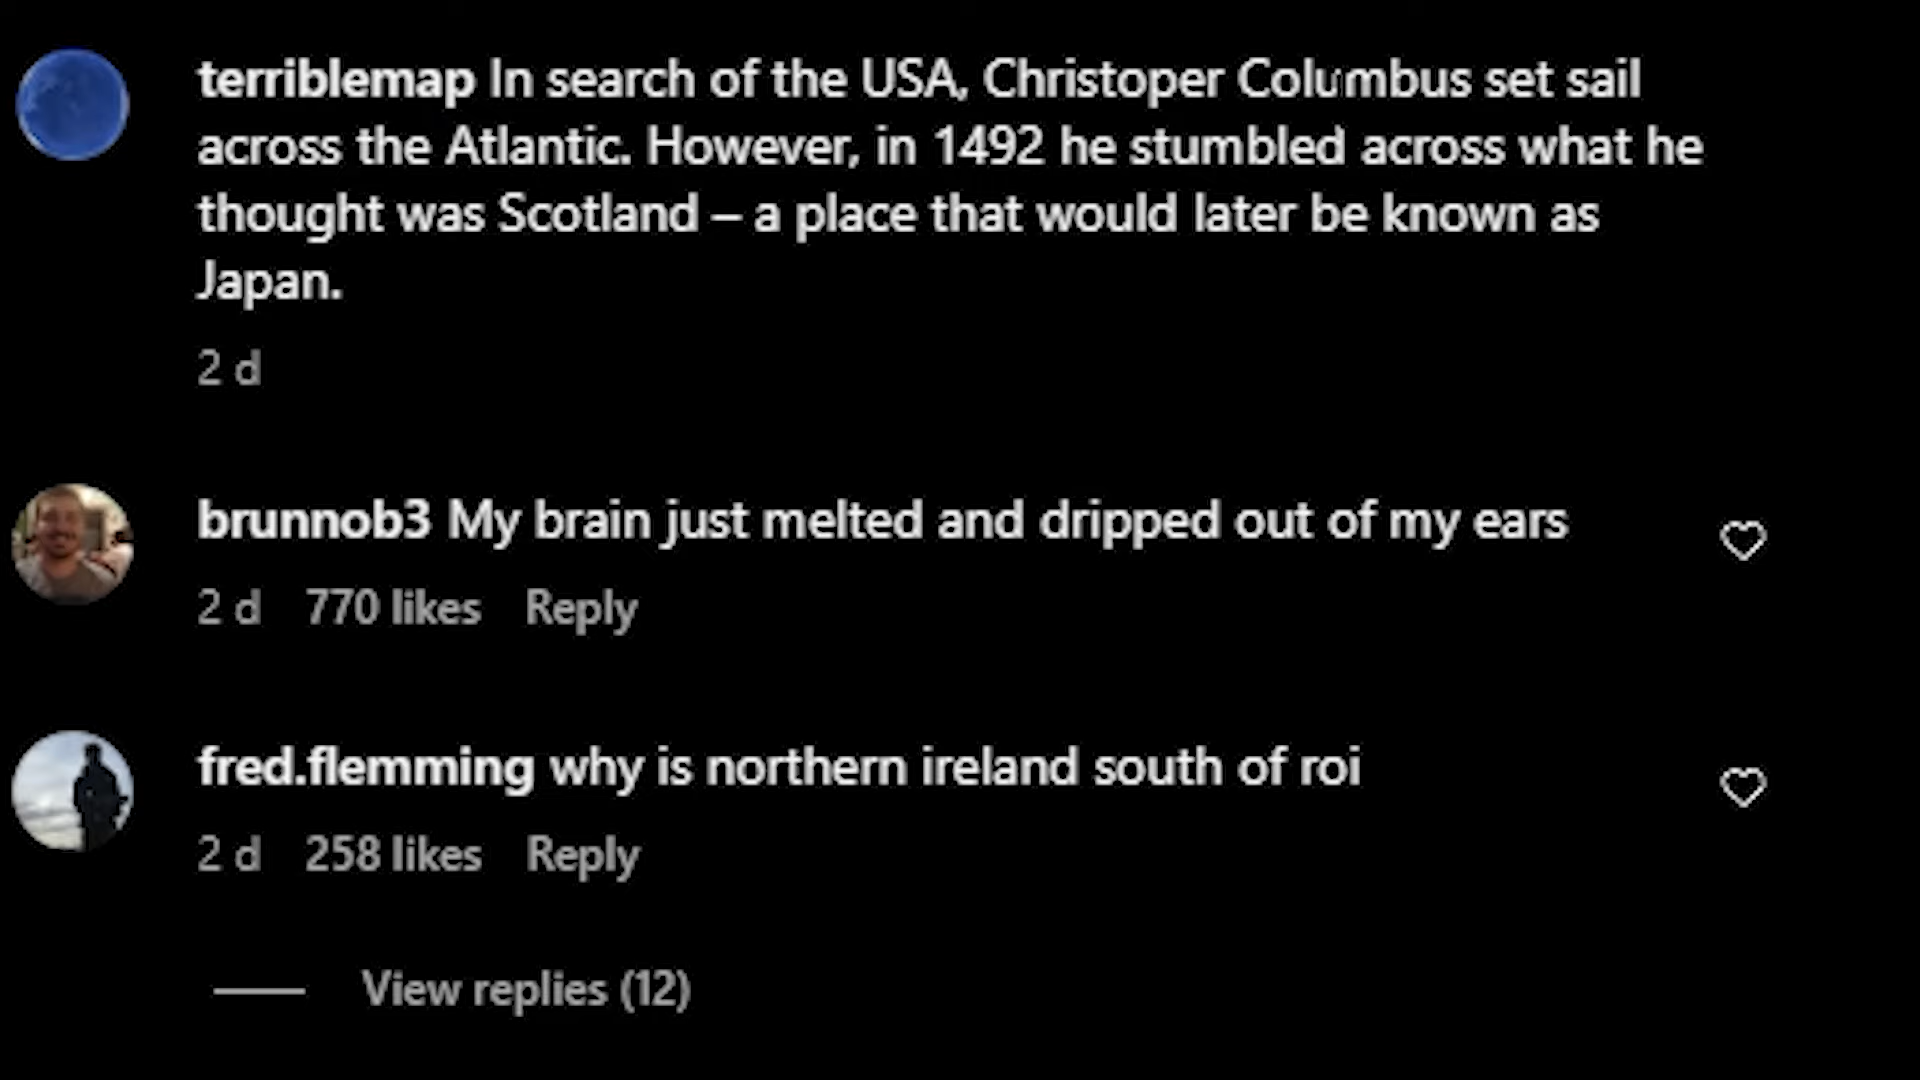 terriblemap In search of the USA, Christoper Columbus set sail
across the Atlantic. However, in 1492 he stumbled across what he
thought was Scotland – a place that would later be known as
Japan.
2 d
brunnob3 My brain just melted and dripped out of my ears
2 d 770 likes Reply
fred.flemming why is northern ireland south of roi
2 d 258 likes Reply
View replies (12)